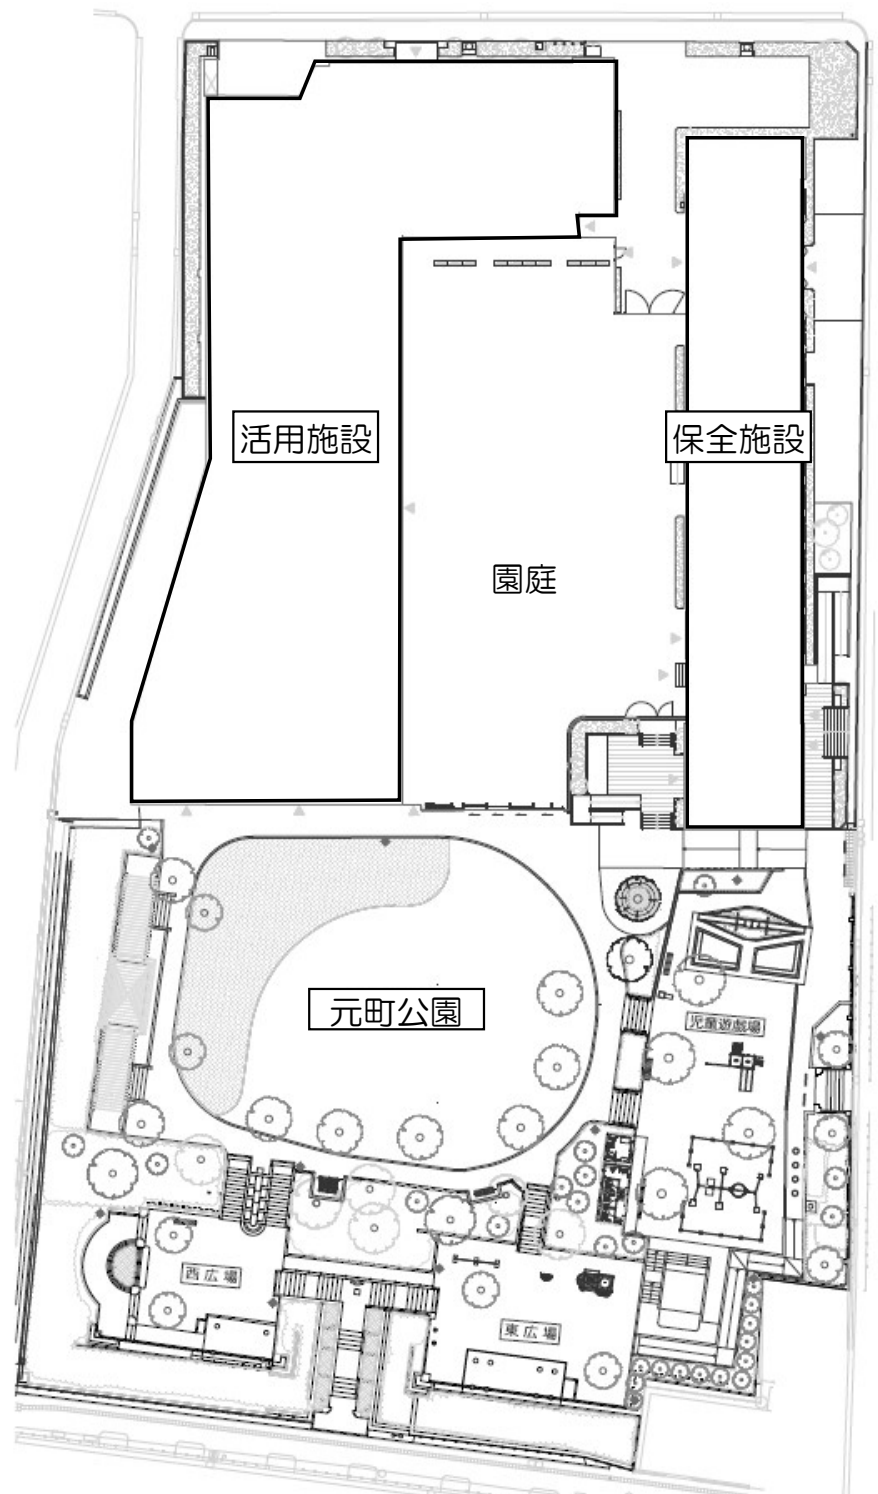 活用施設
保全施設
園庭
元町公園
児童遊戯場
西広場
東広場